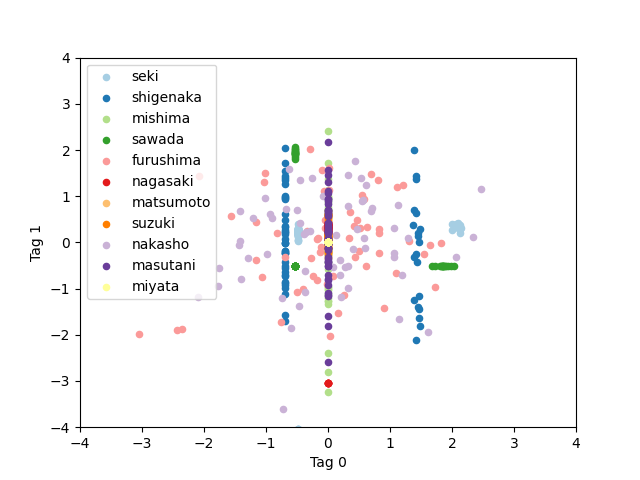 4
3
2
1
0
−1
−2
−3
−4
Tag 1
seki
shigenaka
mishima
sawada
furushima
nagasaki
matsumoto
suzuki
nakasho
masutani
miyata
−4 −3 −2 −1 0 1 2 3 4
Tag 0